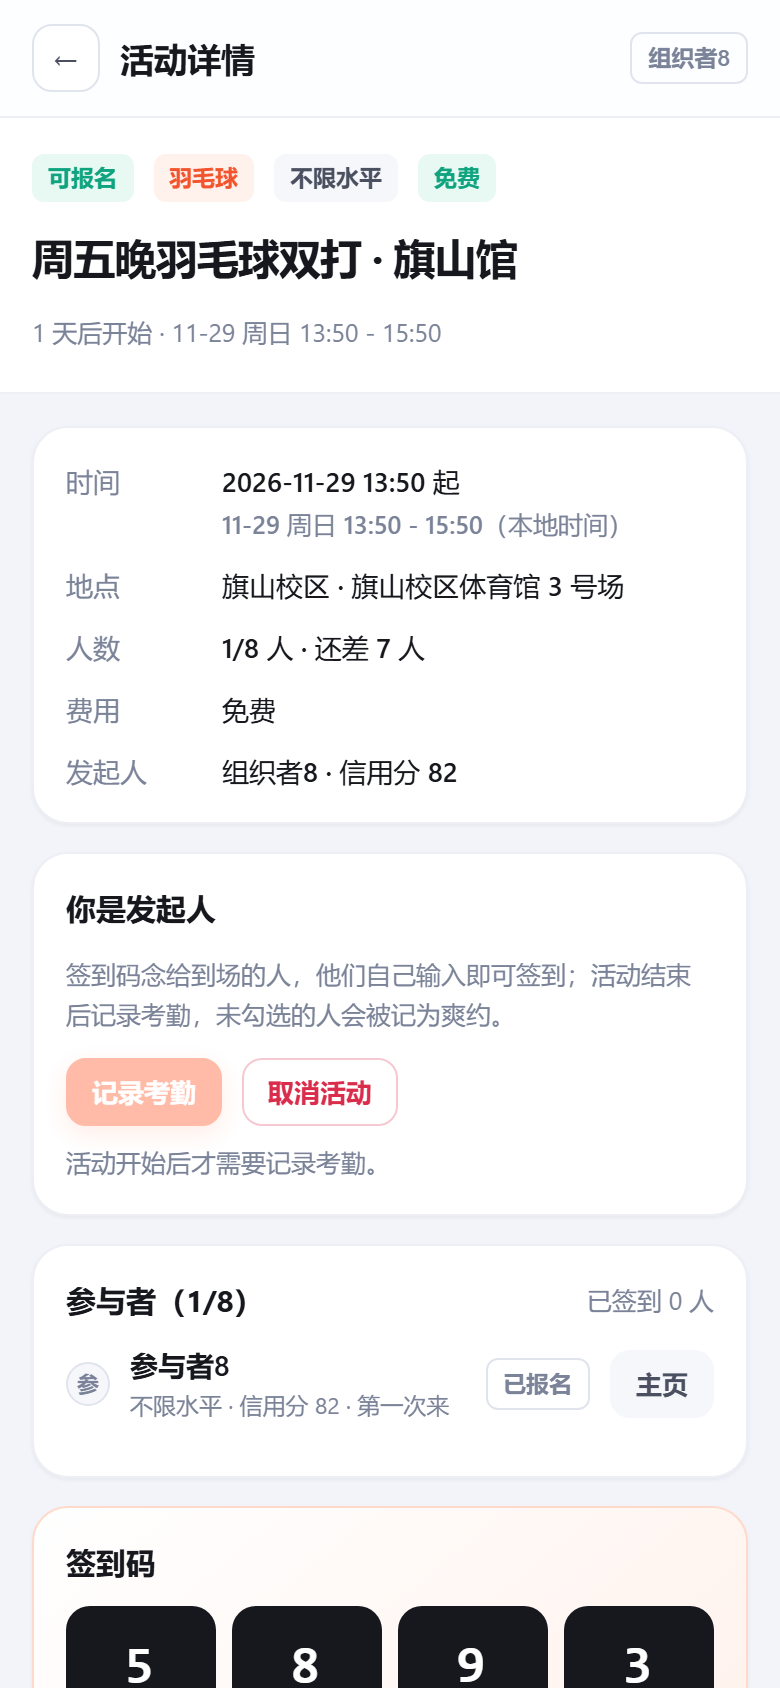 ← 活动详情 组织者8
可报名 羽毛球 不限水平 免费
周五晚羽毛球双打 · 旗山馆
1 天后开始 · 11-29 周日 13:50 - 15:50
时间 2026-11-29 13:50 起
11-29 周日 13:50 - 15:50（本地时间）
地点 旗山校区 · 旗山校区体育馆 3 号场
人数 1/8 人 · 还差 7 人
费用 免费
发起人 组织者8 · 信用分 82
你是发起人
签到码念给到场的人，他们自己输入即可签到；活动结束
后记录考勤，未勾选的人会被记为爽约。
记录考勤 取消活动
活动开始后才需要记录考勤。
参与者（1/8） 已签到 0 人
参 参与者8 已报名 主页
不限水平 · 信用分 82 · 第一次来
签到码
5 8 9 3